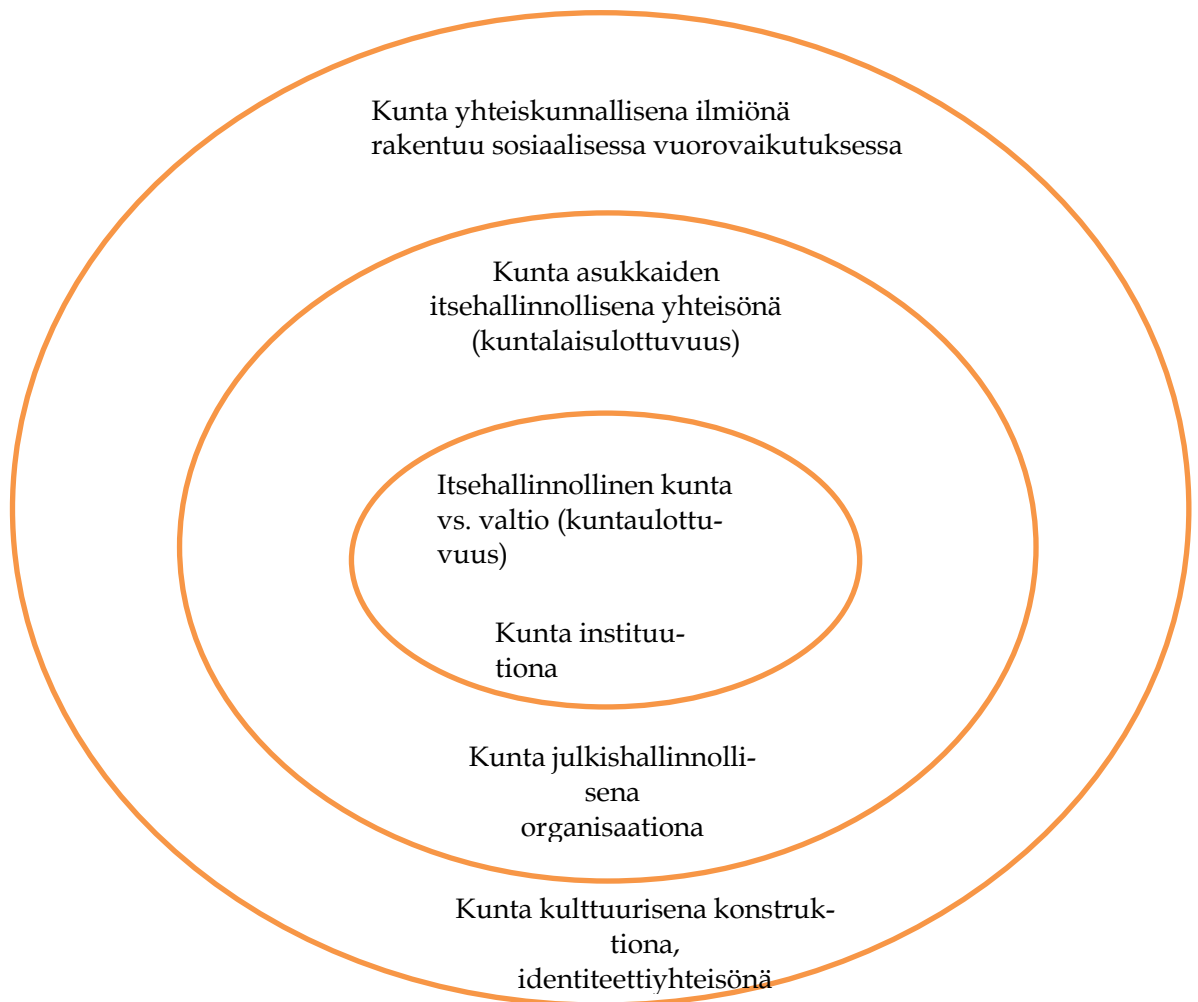 Kunta yhteiskunnallisena ilmiönä
rakentuu sosiaalisessa vuorovaikutuksessa
Kunta asukkaiden
itsehallinnollisena yhteisönä
(kuntalaisulottuvuus)
Itsehallinnollinen kunta
vs. valtio (kuntaulottu-
vuus)
Kunta instituu-
tiona
Kunta julkishallinnolli-
sena
organisaationa
Kunta kulttuurisena konstruk-
tiona,
identiteettiyhteisönä